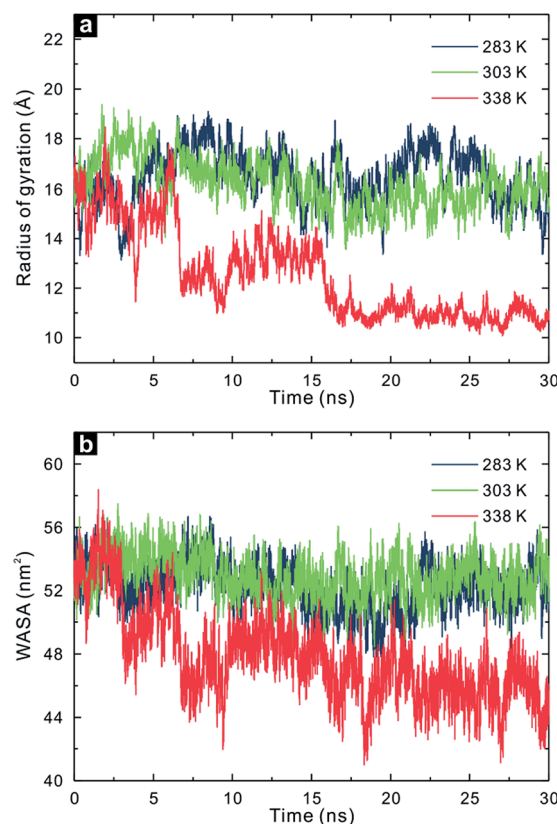 a
283 K
303 K
338 K
22
20
18
16
14
12
10
Radius of gyration (Å)
0 5 10 15 20 25 30
Time (ns)
b
283 K
303 K
338 K
60
56
52
48
44
40
WASA (nm²)
0 5 10 15 20 25 30
Time (ns)